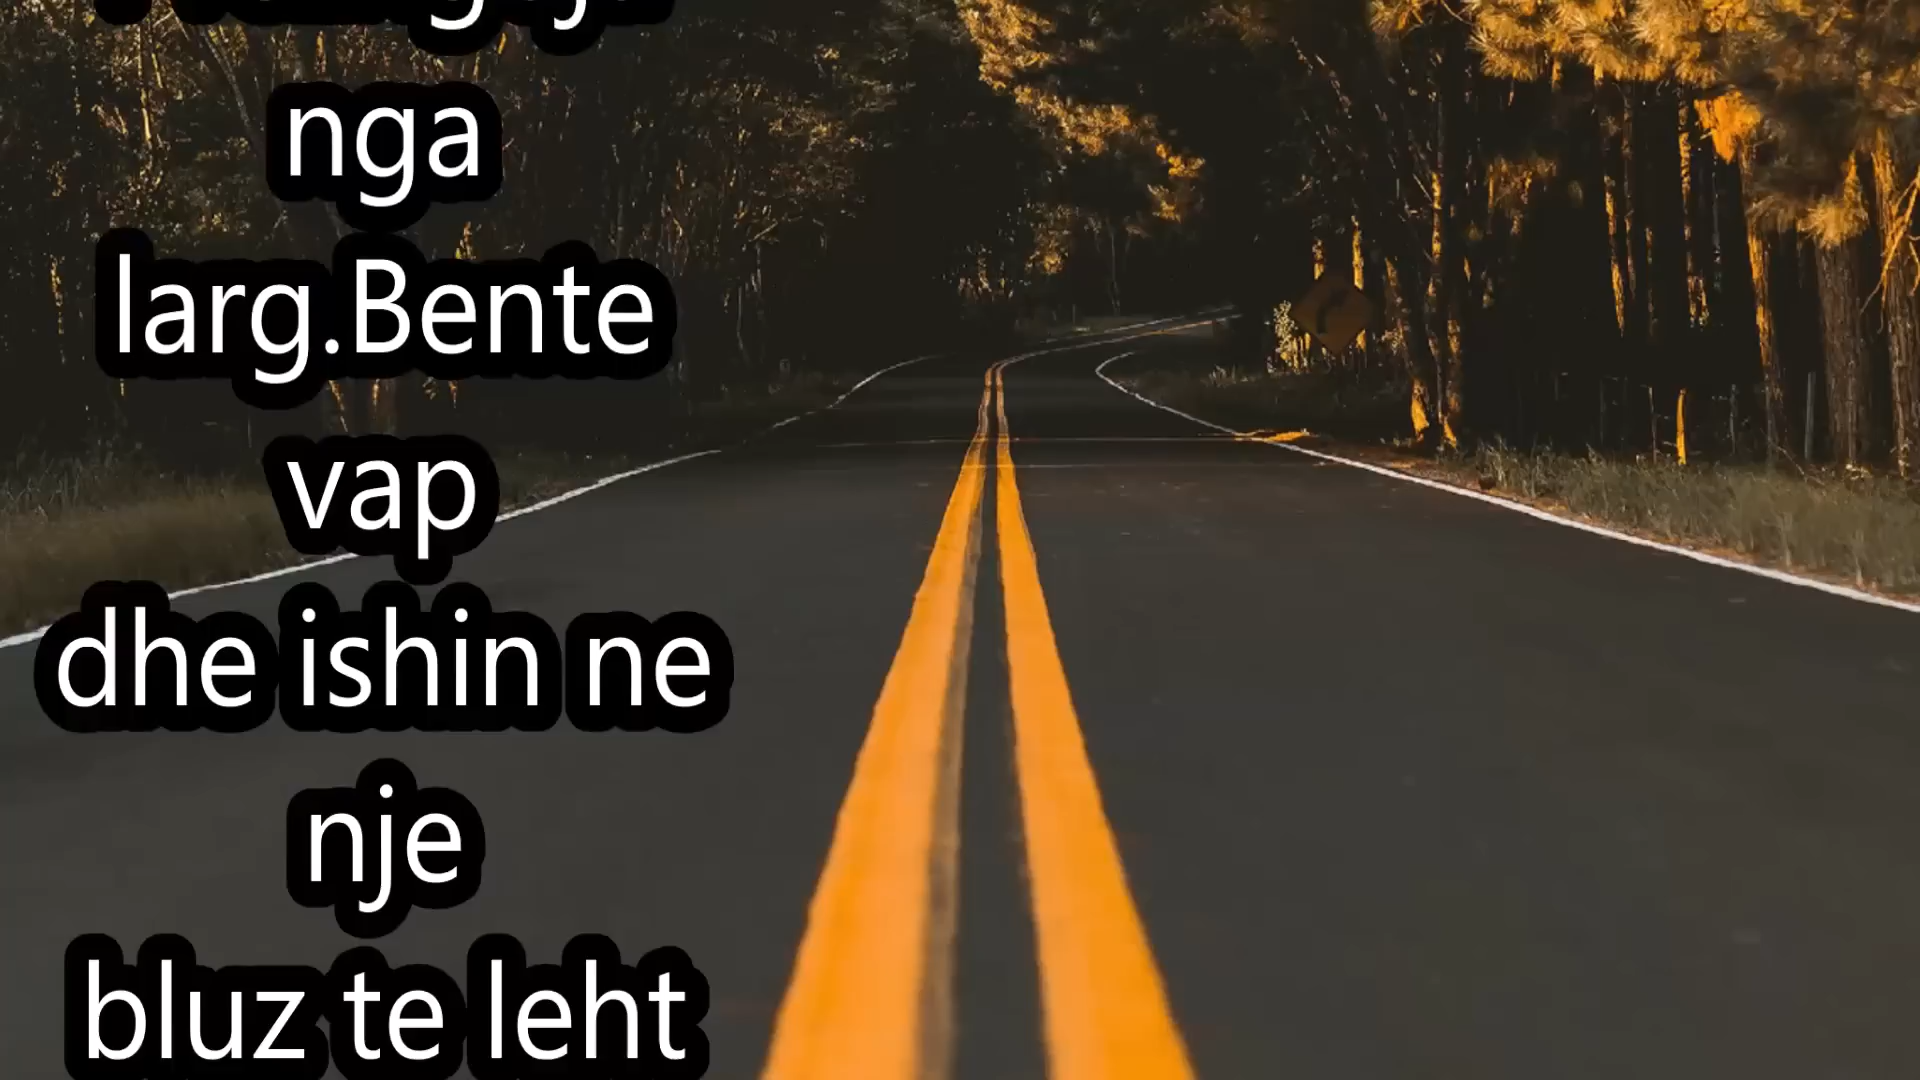 nga
larg.Bente
vap
dhe ishin ne
nje
bluz te leht